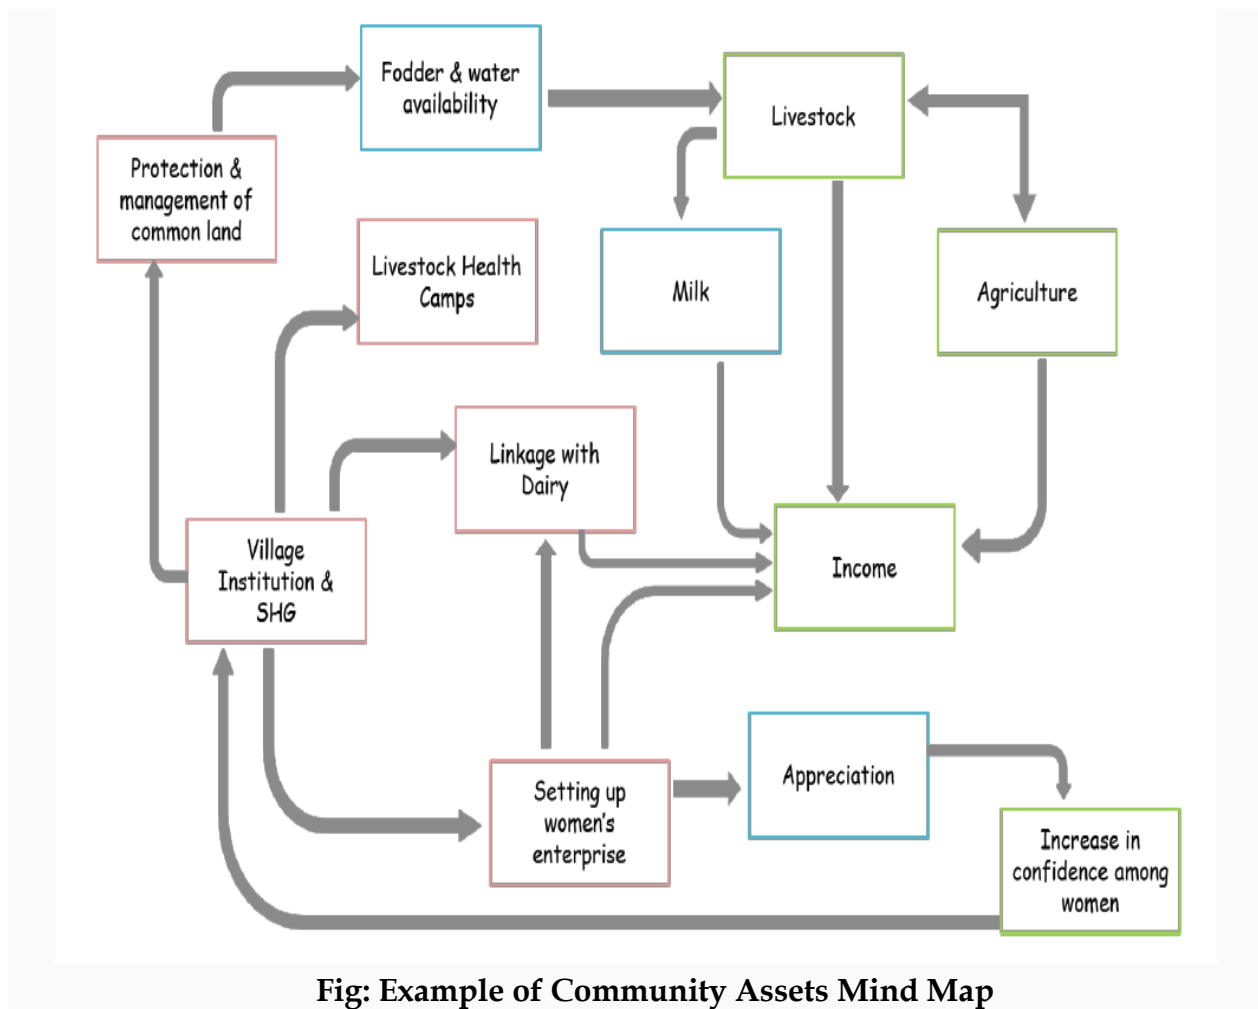 Fodder & water
availability
Livestock
Protection &
management of
common land
Livestock Health
Camps
Milk
Agriculture
Linkage with
Dairy
Village
Institution &
SHG
Income
Setting up
women's
enterprise
Appreciation
Increase in
confidence among
women
Fig: Example of Community Assets Mind Map